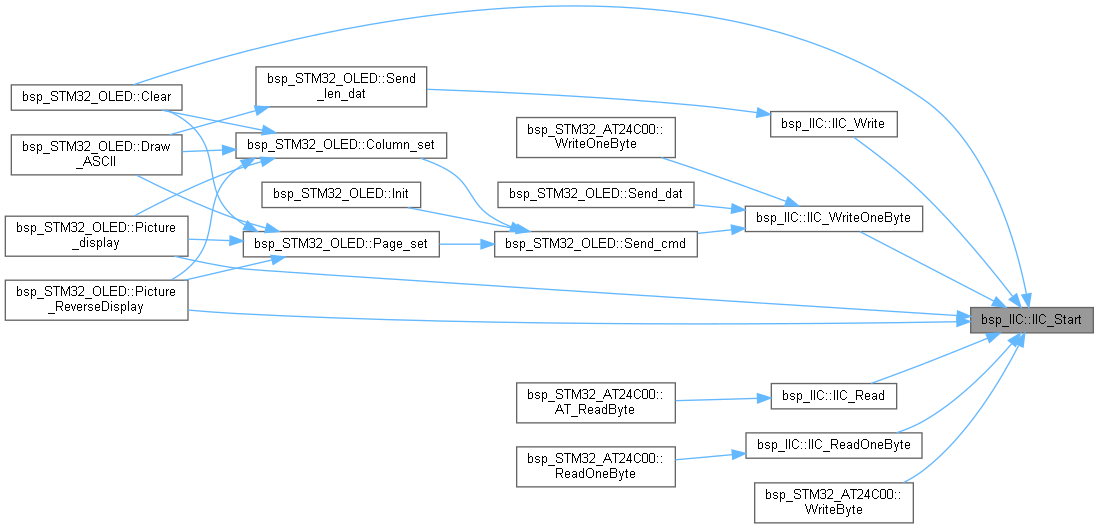 bsp_STM32_OLED::Clear
bsp_STM32_OLED::Draw
_ASCII
bsp_STM32_OLED::Picture
_display
bsp_STM32_OLED::Picture
_ReverseDisplay
bsp_STM32_OLED::Send
_len_dat
bsp_STM32_OLED::Column_set
bsp_STM32_OLED::Init
bsp_STM32_OLED::Page_set
bsp_STM32_AT24C00::
WriteOneByte
bsp_STM32_OLED::Send_dat
bsp_STM32_OLED::Send_cmd
bsp_STM32_AT24C00::
AT_ReadByte
bsp_STM32_AT24C00::
ReadOneByte
bsp_IIC::IIC_Write
bsp_IIC::IIC_WriteOneByte
bsp_IIC::IIC_Read
bsp_IIC::IIC_ReadOneByte
bsp_STM32_AT24C00::
WriteByte
bsp_IIC::IIC_Start